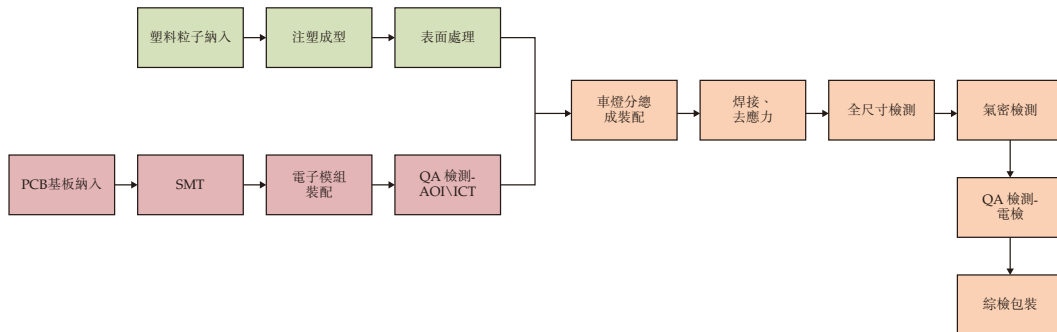 塑料粒子納入
注塑成型
表面處理
車燈分總
成裝配
焊接、
去應力
全尺寸檢測
氣密檢測
PCB基板納入
SMT
電子模組
裝配
QA 檢測-
AOI\ICT
QA 檢測-
電檢
綜檢包裝